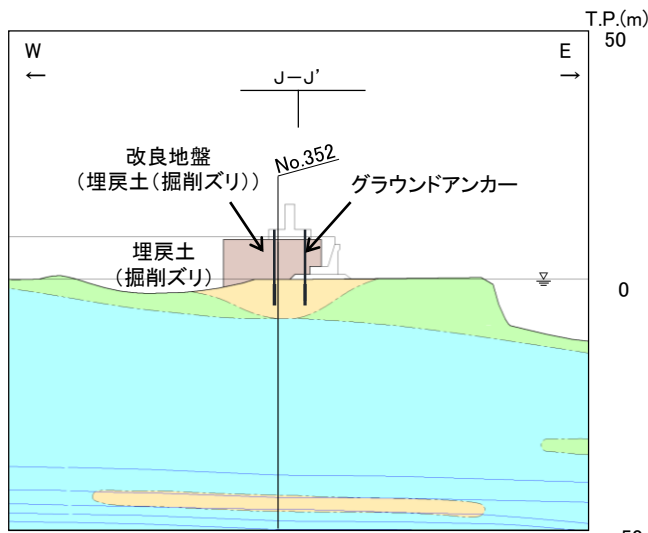 T.P.(m)
50
W
E
←
→
J－J’
改良地盤
（埋戻土（掘削ズリ））
No.352
グラウンドアンカー
埋戻土
（掘削ズリ）
0